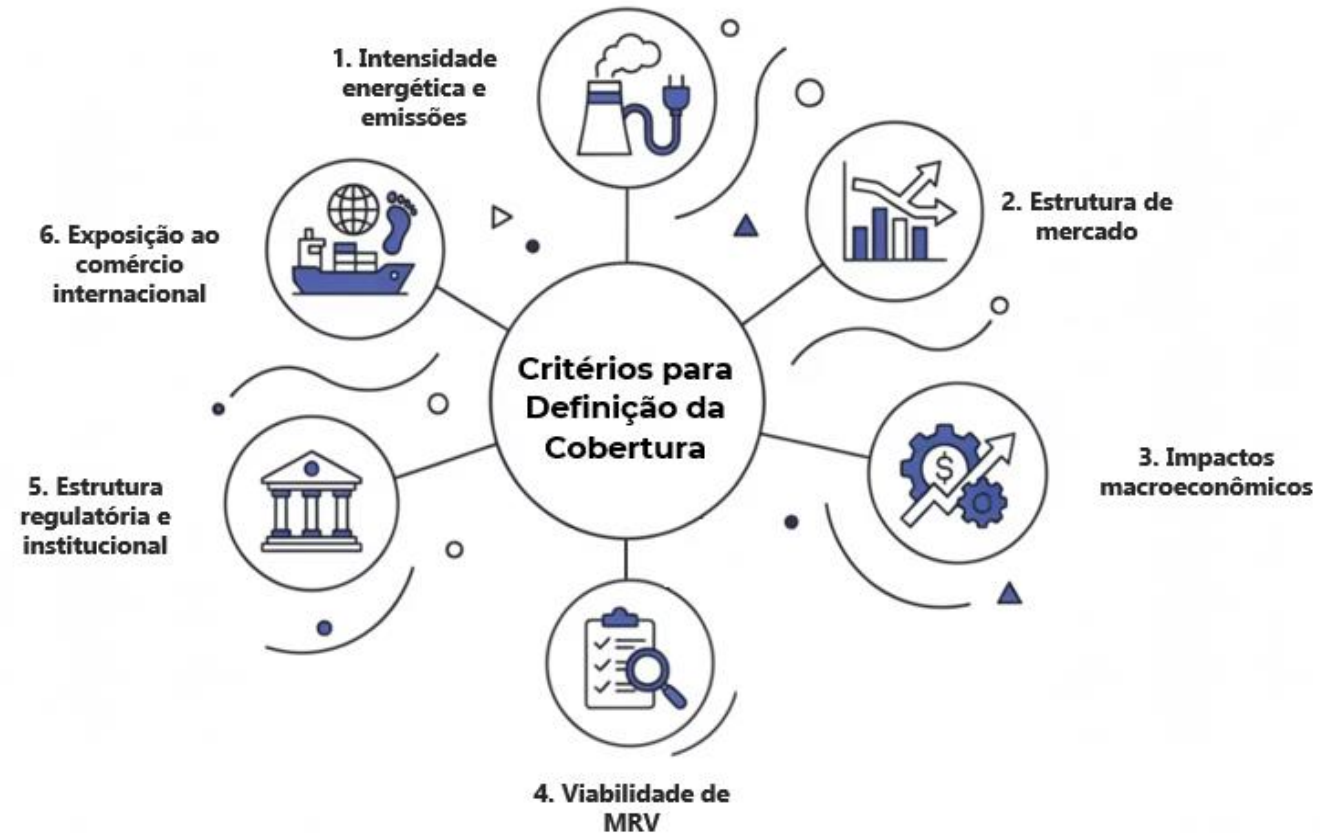 1. Intensidade
energética e
emissões
2. Estrutura de
mercado
3. Impactos
macroeconômicos
4. Viabilidade de
MRV
5. Estrutura
regulatória e
institucional
6. Exposição ao
comércio
internacional
Critérios para
Definição da
Cobertura
$